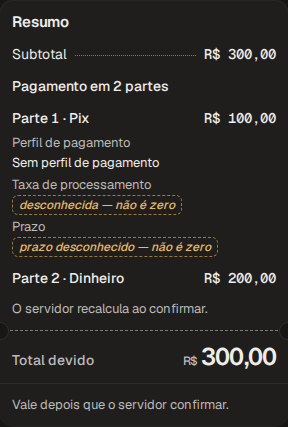 Resumo
Subtotal R$ 300,00
Pagamento em 2 partes
Parte 1 · Pix R$ 100,00
Perfil de pagamento
Sem perfil de pagamento
Taxa de processamento
desconhecida — não é zero
Prazo
prazo desconhecido — não é zero
Parte 2 · Dinheiro R$ 200,00
O servidor recalcula ao confirmar.
Total devido R$ 300,00
Vale depois que o servidor confirmar.